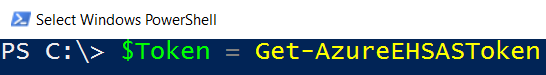 Select Windows PowerShell
PS C:\> $Token = Get-AzureEHSASToken